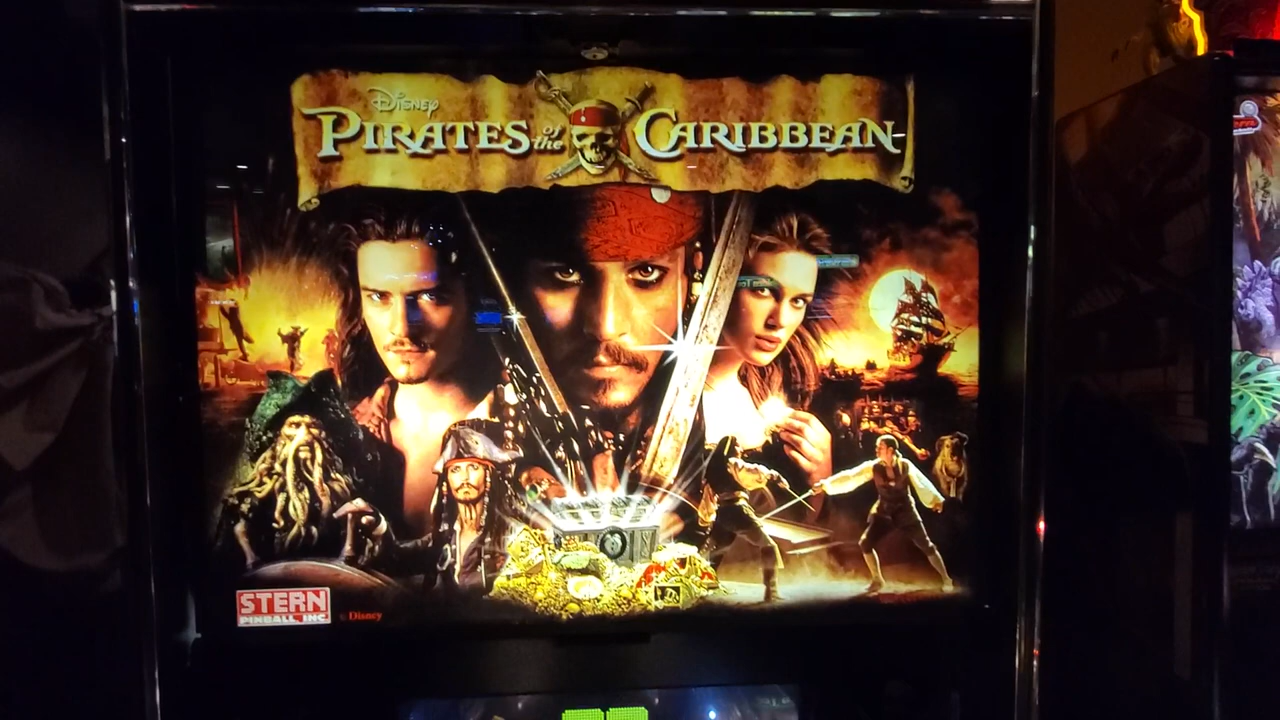 Disney
PIRATES of the CARIBBEAN
STERN
PINBALL, INC.
© Disney